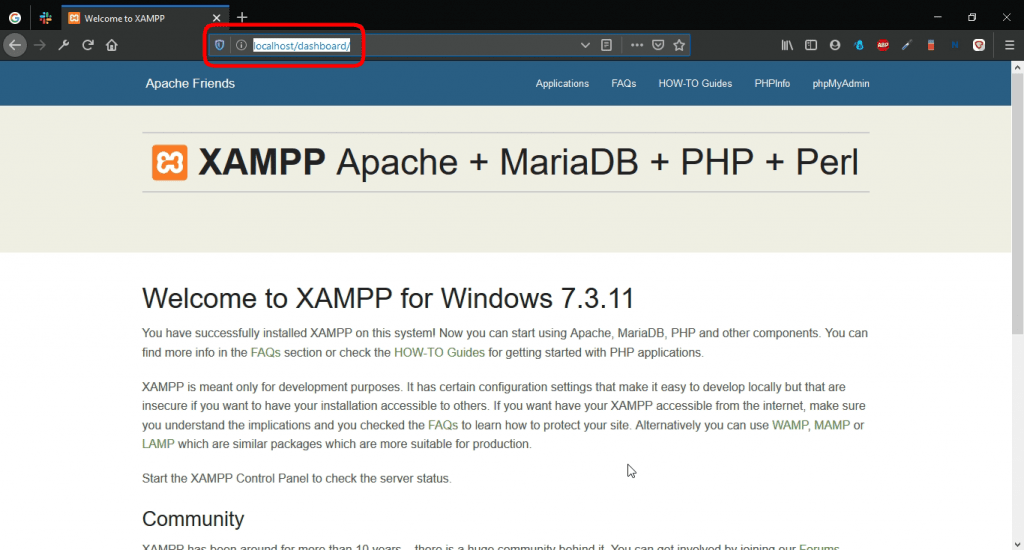 Welcome to XAMPP
localhost/dashboard/
ABP
Apache Friends
Applications
FAQs
HOW-TO Guides
PHPInfo
phpMyAdmin
XAMPP Apache + MariaDB + PHP + Perl
Welcome to XAMPP for Windows 7.3.11
You have successfully installed XAMPP on this system! Now you can start using Apache, MariaDB, PHP and other components. You can
find more info in the FAQs section or check the HOW-TO Guides for getting started with PHP applications.
XAMPP is meant only for development purposes. It has certain configuration settings that make it easy to develop locally but that are
insecure if you want to have your installation accessible to others. If you want have your XAMPP accessible from the internet, make sure
you understand the implications and you checked the FAQs to learn how to protect your site. Alternatively you can use WAMP, MAMP or
LAMP which are similar packages which are more suitable for production.
Start the XAMPP Control Panel to check the server status.
Community
XAMPP has been around for more than 10 years – there is a huge community behind it. You can get involved by joining our Forums,